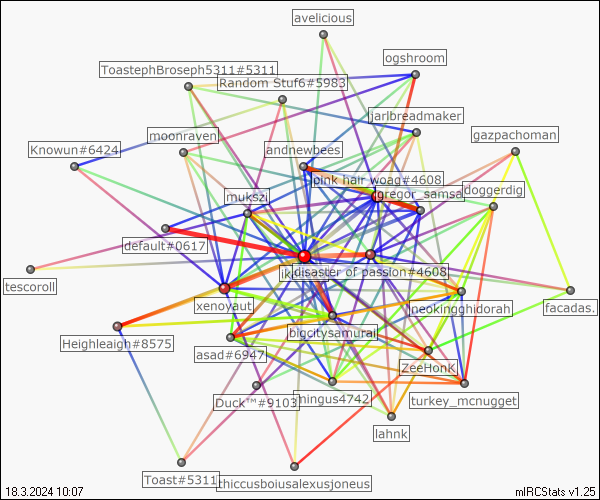 avelicious
ogshroom
ToastephBroseph5311#5311
Random Stuf6#5983
jarlbreadmaker
gazpachoman
moonraven.
andnewbees
Knowun#6424
pink hair woag#4608
gregor_samsa
doggerdig
mukszi
default#0617
disaster of passion#4608
tescoroll
xenoyaut
neokingghidorah
facadas.
bigcitysamurai
Heighleaigh#8575
asad#6947
ZeeHonK
Duck™#9103
mingus4742
turkey_mcnugget
lahnk
Toast#5311
thiccusboiusalexusjoneus
18.3.2024 10:07
mIRCStats v1.25